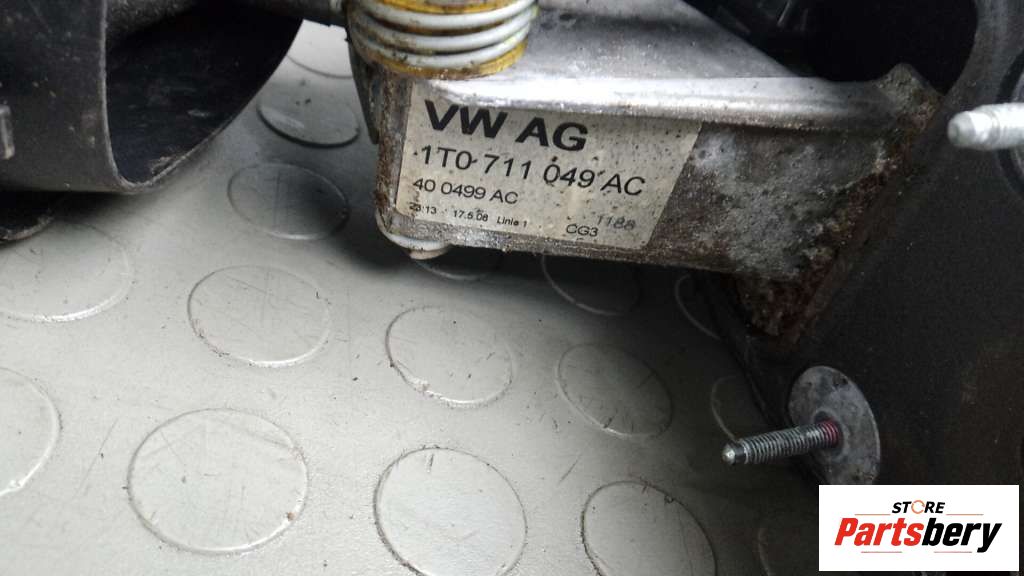 VW AG
1T0 711 049 AC
40 0499 AC
23:13 17.5.08 Linie 1 CG3 1188
STORE
Partsbery